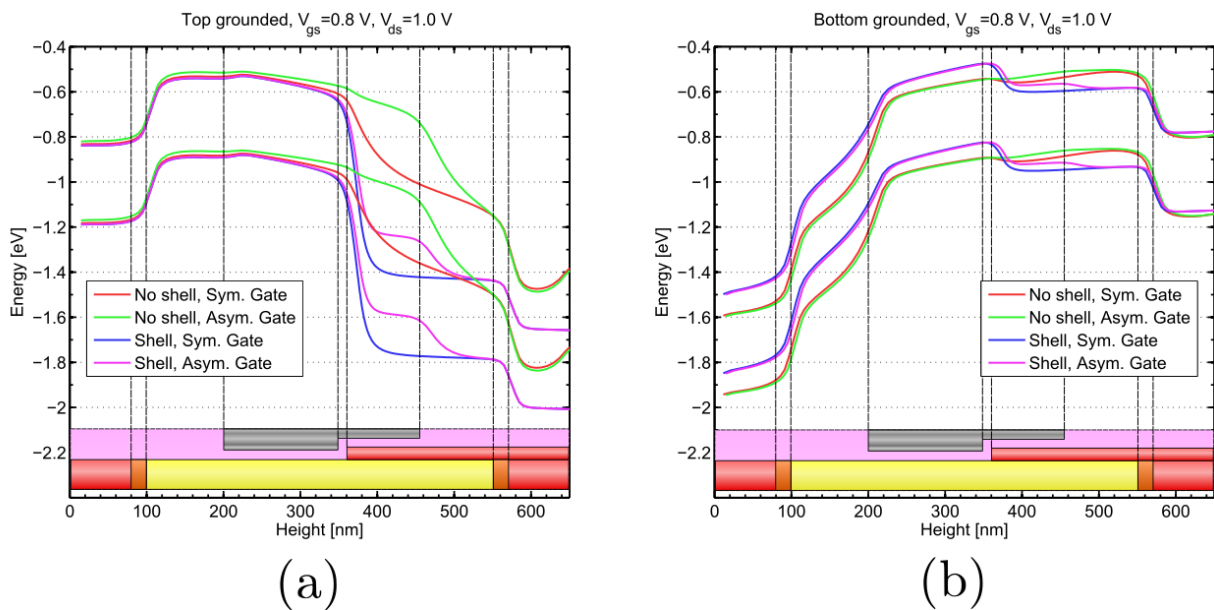 Top grounded, Vgs=0.8 V, Vds=1.0 V
−0.4
−0.6
−0.8
−1
−1.2
−1.4
−1.6
−1.8
−2
−2.2
Energy [eV]
No shell, Sym. Gate
No shell, Asym. Gate
Shell, Sym. Gate
Shell, Asym. Gate
0 100 200 300 400 500 600
Height [nm]
(a)
Bottom grounded, Vgs=0.8 V, Vds=1.0 V
−0.4
−0.6
−0.8
−1
−1.2
−1.4
−1.6
−1.8
−2
−2.2
Energy [eV]
No shell, Sym. Gate
No shell, Asym. Gate
Shell, Sym. Gate
Shell, Asym. Gate
0 100 200 300 400 500 600
Height [nm]
(b)